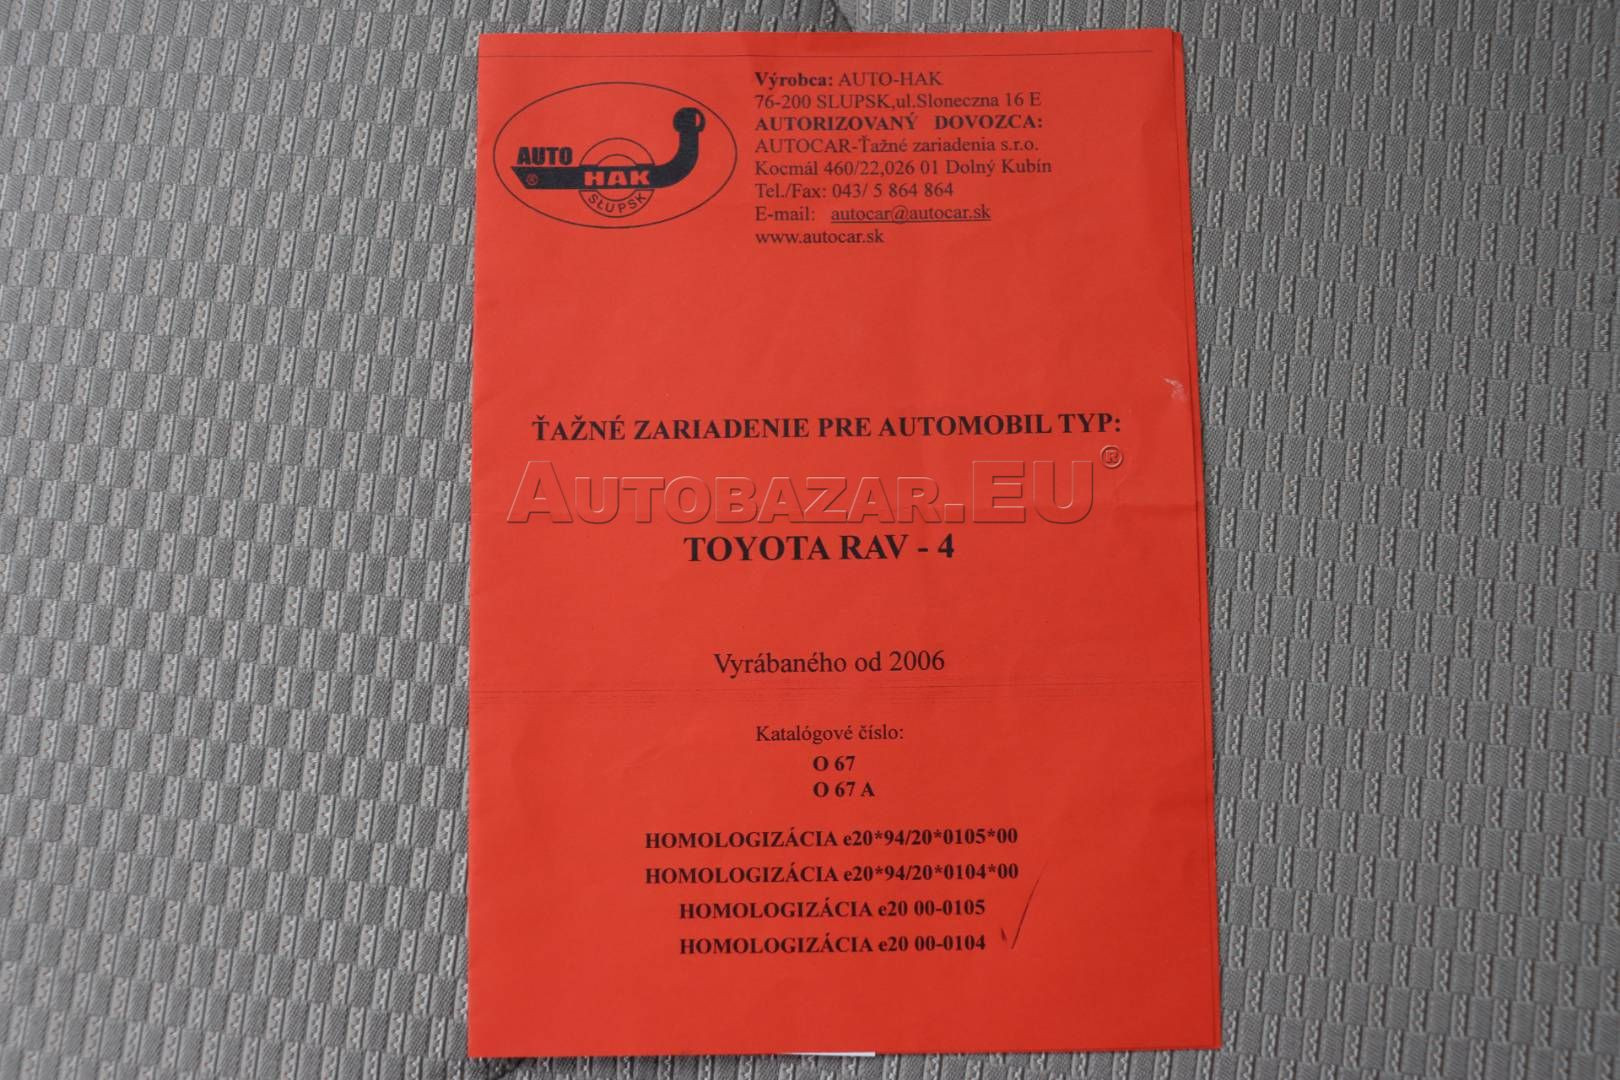 AUTO
HAK
®
SŁUPSK
Výrobca: AUTO-HAK
76-200 SLUPSK,ul.Sloneczna 16 E
AUTORIZOVANÝ DOVOZCA:
AUTOCAR-Ťažné zariadenia s.r.o.
Kocmál 460/22,026 01 Dolný Kubín
Tel./Fax: 043/ 5 864 864
E-mail: autocar@autocar.sk
www.autocar.sk
ŤAŽNÉ ZARIADENIE PRE AUTOMOBIL TYP:
AUTOBAZAR.EU®
TOYOTA RAV - 4
Vyrábaného od 2006
Katalógové číslo:
O 67
O 67 A
HOMOLOGIZÁCIA e20*94/20*0105*00
HOMOLOGIZÁCIA e20*94/20*0104*00
HOMOLOGIZÁCIA e20 00-0105
HOMOLOGIZÁCIA e20 00-0104